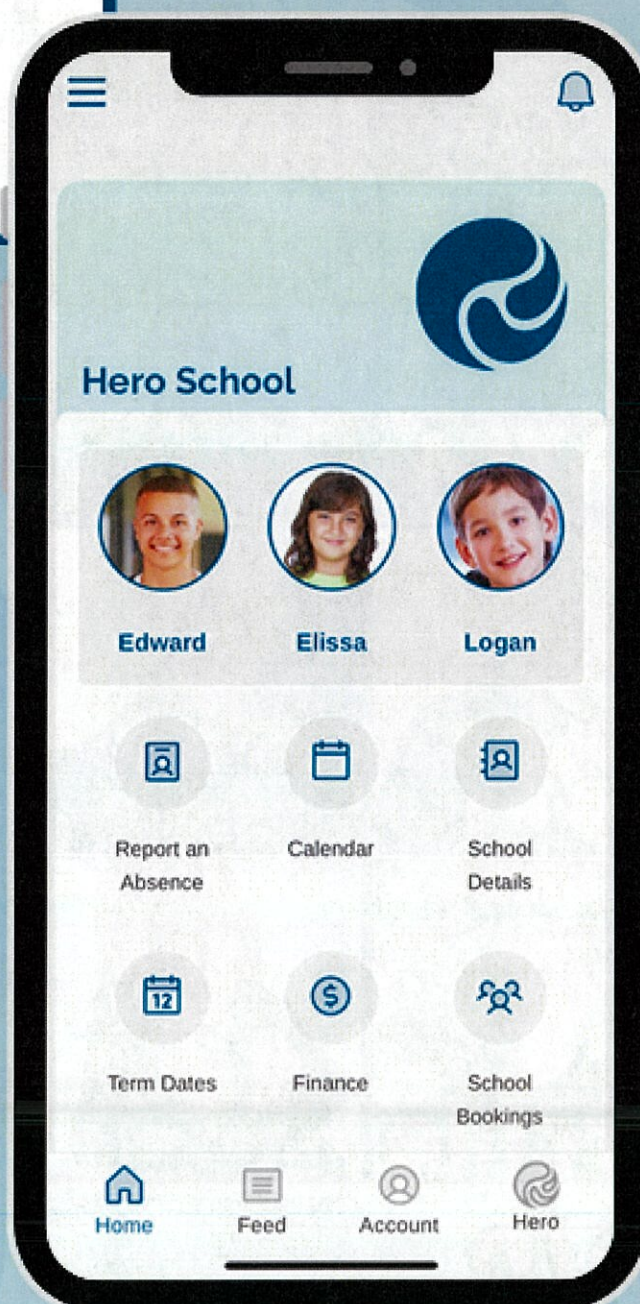 Hero School
Edward Elissa Logan
Report an Calendar School
Absence Details
12
Term Dates Finance School
Bookings
Home Feed Account Hero